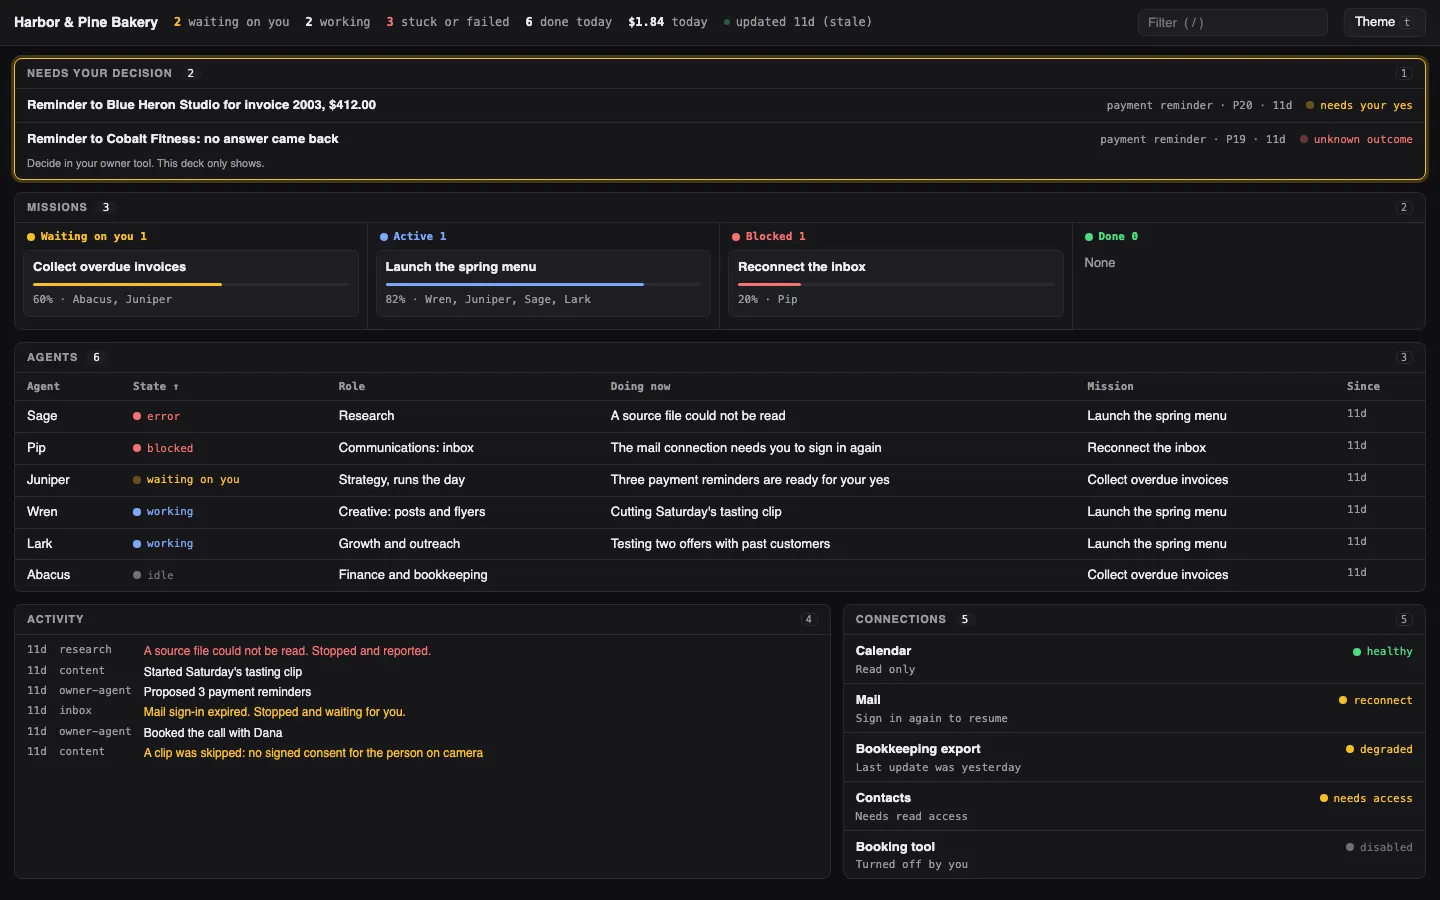 Harbor & Pine Bakery 2 waiting on you 2 working 3 stuck or failed 6 done today $1.84 today updated 11d (stale) Filter (/) Theme t
NEEDS YOUR DECISION 2 1
Reminder to Blue Heron Studio for invoice 2003, $412.00 payment reminder · P20 · 11d needs your yes
Reminder to Cobalt Fitness: no answer came back payment reminder · P19 · 11d unknown outcome
Decide in your owner tool. This deck only shows.
MISSIONS 3 2
Waiting on you 1
Collect overdue invoices
60% · Abacus, Juniper
Active 1
Launch the spring menu
82% · Wren, Juniper, Sage, Lark
Blocked 1
Reconnect the inbox
20% · Pip
Done 0
None
AGENTS 6 3
Agent State ↑ Role Doing now Mission Since
Sage error Research A source file could not be read Launch the spring menu 11d
Pip blocked Communications: inbox The mail connection needs you to sign in again Reconnect the inbox 11d
Juniper waiting on you Strategy, runs the day Three payment reminders are ready for your yes Collect overdue invoices 11d
Wren working Creative: posts and flyers Cutting Saturday's tasting clip Launch the spring menu 11d
Lark working Growth and outreach Testing two offers with past customers Launch the spring menu 11d
Abacus idle Finance and bookkeeping Collect overdue invoices 11d
ACTIVITY 4
11d research A source file could not be read. Stopped and reported.
11d content Started Saturday's tasting clip
11d owner-agent Proposed 3 payment reminders
11d inbox Mail sign-in expired. Stopped and waiting for you.
11d owner-agent Booked the call with Dana
11d content A clip was skipped: no signed consent for the person on camera
CONNECTIONS 5 5
Calendar healthy
Read only
Mail reconnect
Sign in again to resume
Bookkeeping export degraded
Last update was yesterday
Contacts needs access
Needs read access
Booking tool disabled
Turned off by you